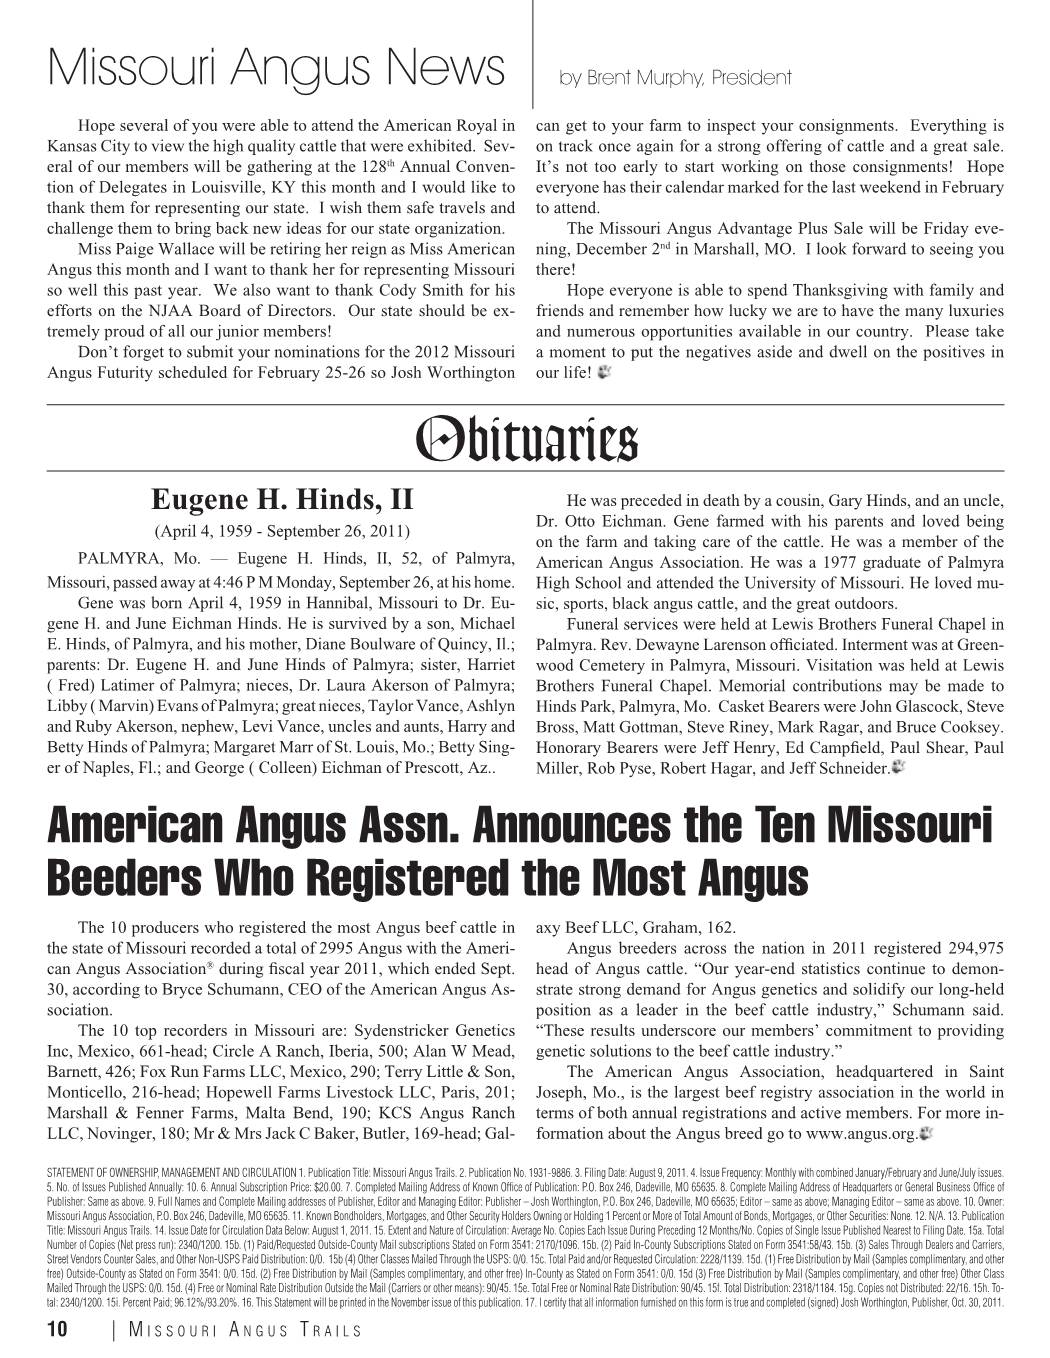 Missouri Angus News
by Brent Murphy, President
Hope several of you were able to attend the American Royal in
Kansas City to view the high quality cattle that were exhibited. Sev-
eral of our members will be gathering at the 128th Annual Conven-
tion of Delegates in Louisville, KY this month and I would like to
thank them for representing our state. I wish them safe travels and
challenge them to bring back new ideas for our state organization.
Miss Paige Wallace will be retiring her reign as Miss American
Angus this month and I want to thank her for representing Missouri
so well this past year. We also want to thank Cody Smith for his
efforts on the NJAA Board of Directors. Our state should be ex-
tremely proud of all our junior members!
Don't forget to submit your nominations for the 2012 Missouri
Angus Futurity scheduled for February 25-26 so Josh Worthington
can get to your farm to inspect your consignments. Everything is
on track once again for a strong offering of cattle and a great sale.
It's not too early to start working on those consignments! Hope
everyone has their calendar marked for the last weekend in February
to attend.
The Missouri Angus Advantage Plus Sale will be Friday eve-
ning, December 2nd in Marshall, MO. I look forward to seeing you
there!
Hope everyone is able to spend Thanksgiving with family and
friends and remember how lucky we are to have the many luxuries
and numerous opportunities available in our country. Please take
a moment to put the negatives aside and dwell on the positives in
our life!
Obituaries
Eugene H. Hinds, II
(April 4, 1959 - September 26, 2011)
PALMYRA, Mo. — Eugene H. Hinds, II, 52, of Palmyra,
Missouri, passed away at 4:46 P M Monday, September 26, at his home.
Gene was born April 4, 1959 in Hannibal, Missouri to Dr. Eu-
gene H. and June Eichman Hinds. He is survived by a son, Michael
E. Hinds, of Palmyra, and his mother, Diane Boulware of Quincy, Il.;
parents: Dr. Eugene H. and June Hinds of Palmyra; sister, Harriet
( Fred) Latimer of Palmyra; nieces, Dr. Laura Akerson of Palmyra;
Libby ( Marvin) Evans of Palmyra; great nieces, Taylor Vance, Ashlyn
and Ruby Akerson, nephew, Levi Vance, uncles and aunts, Harry and
Betty Hinds of Palmyra; Margaret Marr of St. Louis, Mo.; Betty Sing-
er of Naples, Fl.; and George ( Colleen) Eichman of Prescott, Az..
He was preceded in death by a cousin, Gary Hinds, and an uncle,
Dr. Otto Eichman. Gene farmed with his parents and loved being
on the farm and taking care of the cattle. He was a member of the
American Angus Association. He was a 1977 graduate of Palmyra
High School and attended the University of Missouri. He loved mu-
sic, sports, black angus cattle, and the great outdoors.
Funeral services were held at Lewis Brothers Funeral Chapel in
Palmyra. Rev. Dewayne Larenson officiated. Interment was at Green-
wood Cemetery in Palmyra, Missouri. Visitation was held at Lewis
Brothers Funeral Chapel. Memorial contributions may be made to
Hinds Park, Palmyra, Mo. Casket Bearers were John Glascock, Steve
Bross, Matt Gottman, Steve Riney, Mark Ragar, and Bruce Cooksey.
Honorary Bearers were Jeff Henry, Ed Campfield, Paul Shear, Paul
Miller, Rob Pyse, Robert Hagar, and Jeff Schneider.
American Angus Assn. Announces the Ten Missouri
Beeders Who Registered the Most Angus
The 10 producers who registered the most Angus beef cattle in
the state of Missouri recorded a total of 2995 Angus with the Ameri-
can Angus Association® during fiscal year 2011, which ended Sept.
30, according to Bryce Schumann, CEO of the American Angus As-
sociation.
The 10 top recorders in Missouri are: Sydenstricker Genetics
Inc, Mexico, 661-head; Circle A Ranch, Iberia, 500; Alan W Mead,
Barnett, 426; Fox Run Farms LLC, Mexico, 290; Terry Little & Son,
Monticello, 216-head; Hopewell Farms Livestock LLC, Paris, 201;
Marshall & Fenner Farms, Malta Bend, 190; KCS Angus Ranch
LLC, Novinger, 180; Mr & Mrs Jack C Baker, Butler, 169-head; Gal-
axy Beef LLC, Graham, 162.
Angus breeders across the nation in 2011 registered 294,975
head of Angus cattle. “Our year-end statistics continue to demon-
strate strong demand for Angus genetics and solidify our long-held
position as a leader in the beef cattle industry,” Schumann said.
“These results underscore our members’ commitment to providing
genetic solutions to the beef cattle industry.”
The American Angus Association, headquartered in Saint
Joseph, Mo., is the largest beef registry association in the world in
terms of both annual registrations and active members. For more in-
formation about the Angus breed go to www.angus.org.
STATEMENT OF OWNERSHIP, MANAGEMENT AND CIRCULATION 1. Publication Title: Missouri Angus Trails. 2. Publication No. 1931-9886. 3. Filing Date: August 9, 2011. 4. Issue Frequency: Monthly with combined January/February and June/July issues.
5. No. of Issues Published Annually: 10. 6. Annual Subscription Price: $20.00. 7. Completed Mailing Address of Known Office of Publication: P.O. Box 246, Dadeville, MO 65635. 8. Complete Mailing Address of Headquarters or General Business Office of
Publisher: Same as above. 9. Full Names and Complete Mailing addresses of Publisher, Editor and Managing Editor: Publisher – Josh Worthington, P.O. Box 246, Dadeville, MO 65635; Editor – same as above; Managing Editor – same as above. 10. Owner:
Missouri Angus Association, P.O. Box 246, Dadeville, MO 65635. 11. Known Bondholders, Mortgages, and Other Security Holders Owning or Holding 1 Percent or More of Total Amount of Bonds, Mortgages, or Other Securities: None. 12. N/A. 13. Publication
Title: Missouri Angus Trails. 14. Issue Date for Circulation Data Below: August 1, 2011. 15. Extent and Nature of Circulation: Average No. Copies Each Issue During Preceding 12 Months/No. Copies of Single Issue Published Nearest to Filing Date. 15a. Total
Number of Copies (Net press run): 2340/1200. 15b. (1) Paid/Requested Outside-County Mail subscriptions Stated on Form 3541: 2170/1096. 15b. (2) Paid In-County Subscriptions Stated on Form 3541:58/43. 15b. (3) Sales Through Dealers and Carriers,
Street Vendors Counter Sales, and Other Non–USPS Paid Distribution: 0/0. 15b (4) Other Classes Mailed Through the USPS: 0/0. 15c. Total Paid and/or Requested Circulation: 2228/1139. 15d. (1) Free Distribution by Mail (Samples complimentary, and other
free) Outside-County as Stated on Form 3541: 0/0. 15d. (2) Free Distribution by Mail (Samples complimentary, and other free) In-County as Stated on Form 3541: 0/0. 15d (3) Free Distribution by Mail (Samples complimentary, and other free) Other Class
Mailed Through the USPS: 0/0. 15d. (4) Free or Nominal Rate Distribution Outside the Mail (Carriers or other means): 90/45. 15e. Total Free or Nominal Rate Distribution: 90/45. 15f. Total Distribution: 2318/1184. 15g. Copies not Distributed: 22/16. 15h. To-
tal: 2340/1200. 15i. Percent Paid; 96.12%/93.20%. 16. This Statement will be printed in the November issue of this publication. 17. I certify that all information furnished on this form is true and completed (signed) Josh Worthington, Publisher, Oct. 30, 2011.
10 | Missouri Angus Trails